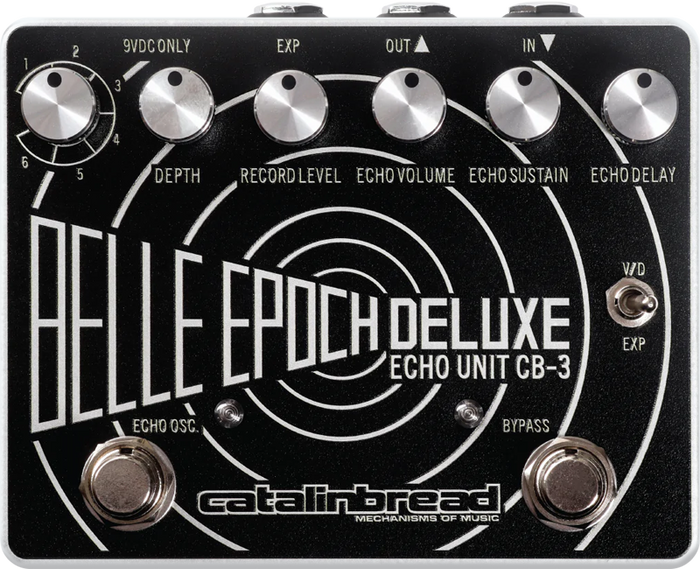 9VDC ONLY
EXP
OUT▲
IN▼
1
2
3
4
5
6
DEPTH
RECORD LEVEL
ECHO VOLUME
ECHO SUSTAIN
ECHO DELAY
BELLE EPOCH DELUXE
ECHO UNIT CB-3
V/D
EXP
ECHO OSC.
BYPASS
catalinbread
MECHANISMS OF MUSIC